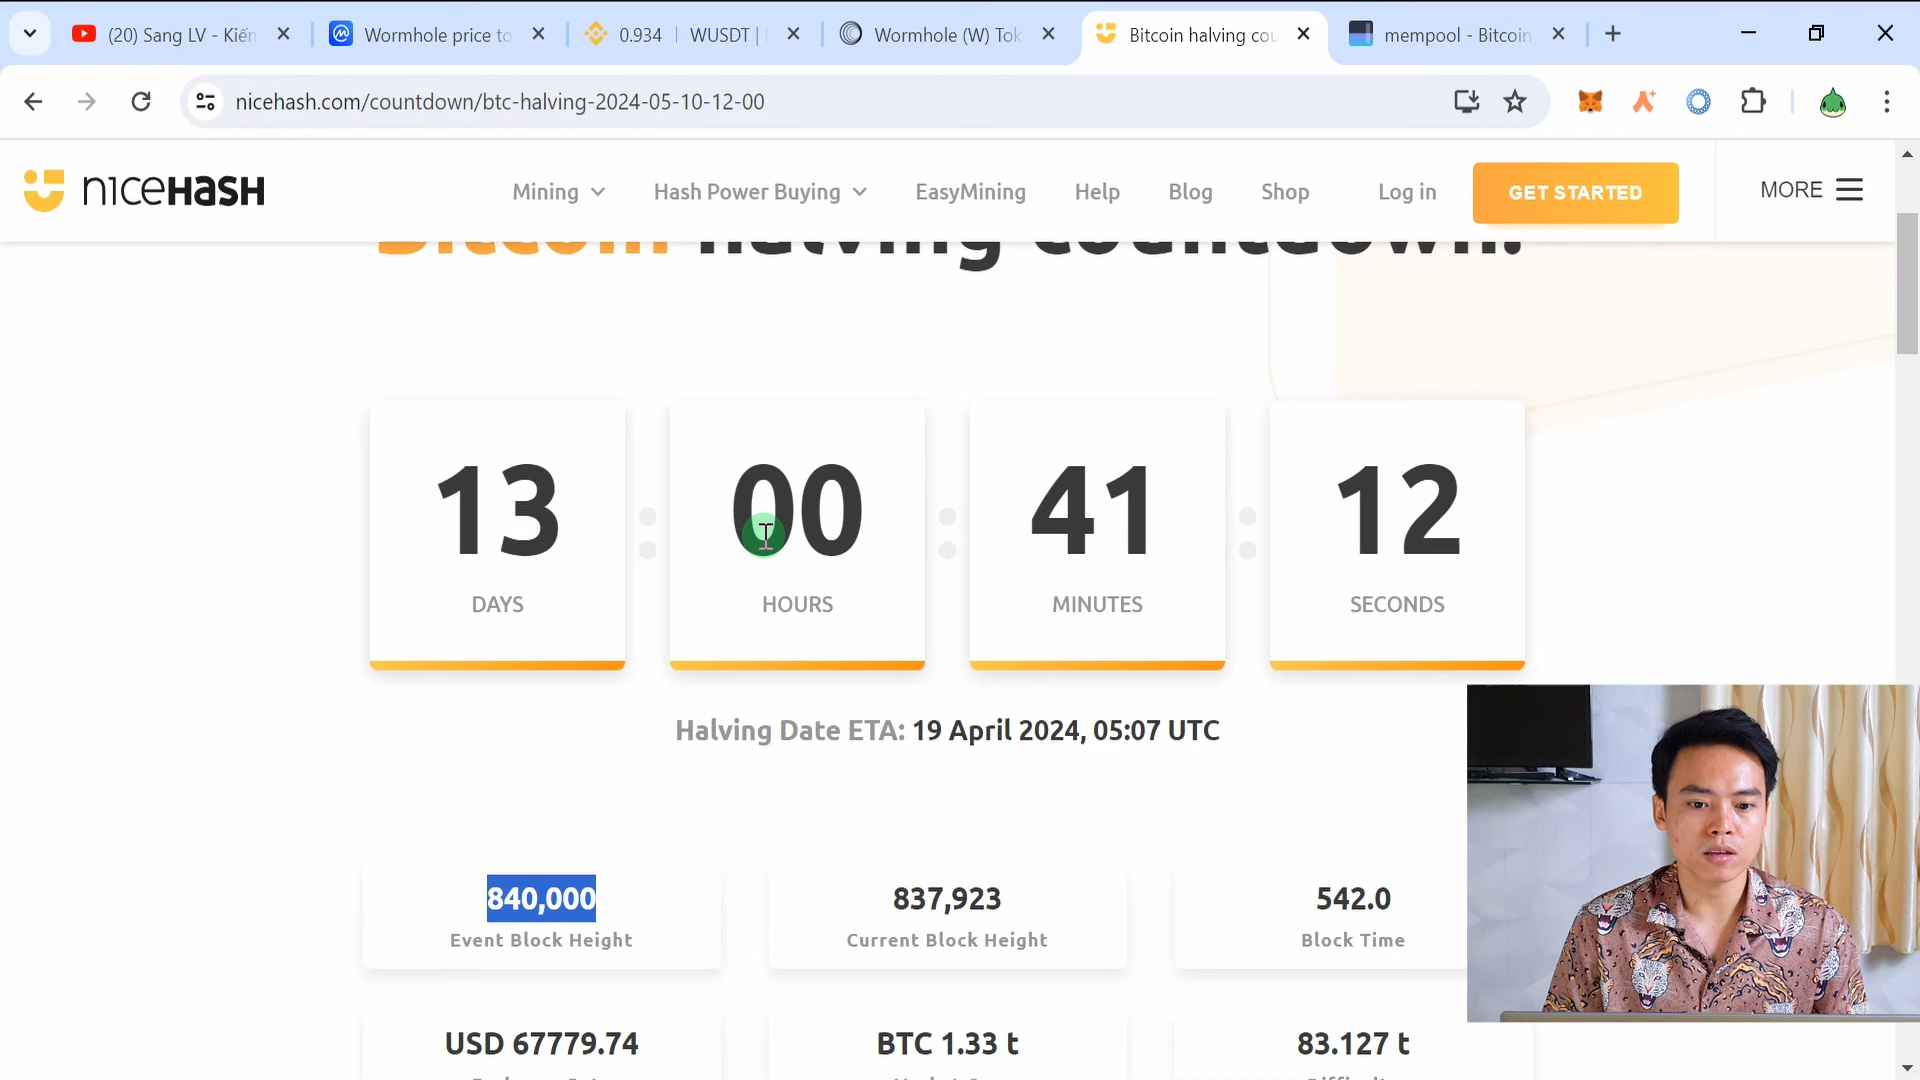 (20) Sang LV - Kiến
Wormhole price to
0.934 | WUSDT |
Wormhole (W) Tok
Bitcoin halving cou
mempool - Bitcoin
nicehash.com/countdown/btc-halving-2024-05-10-12-00
nıceHasH
Mining
Hash Power Buying
EasyMining
Help
Blog
Shop
Log in
GET STARTED
MORE
Bitcoin halving countdown!
13
DAYS
00
HOURS
41
MINUTES
12
SECONDS
Halving Date ETA: 19 April 2024, 05:07 UTC
840,000
Event Block Height
837,923
Current Block Height
542.0
Block Time
USD 67779.74
BTC 1.33 t
83.127 t